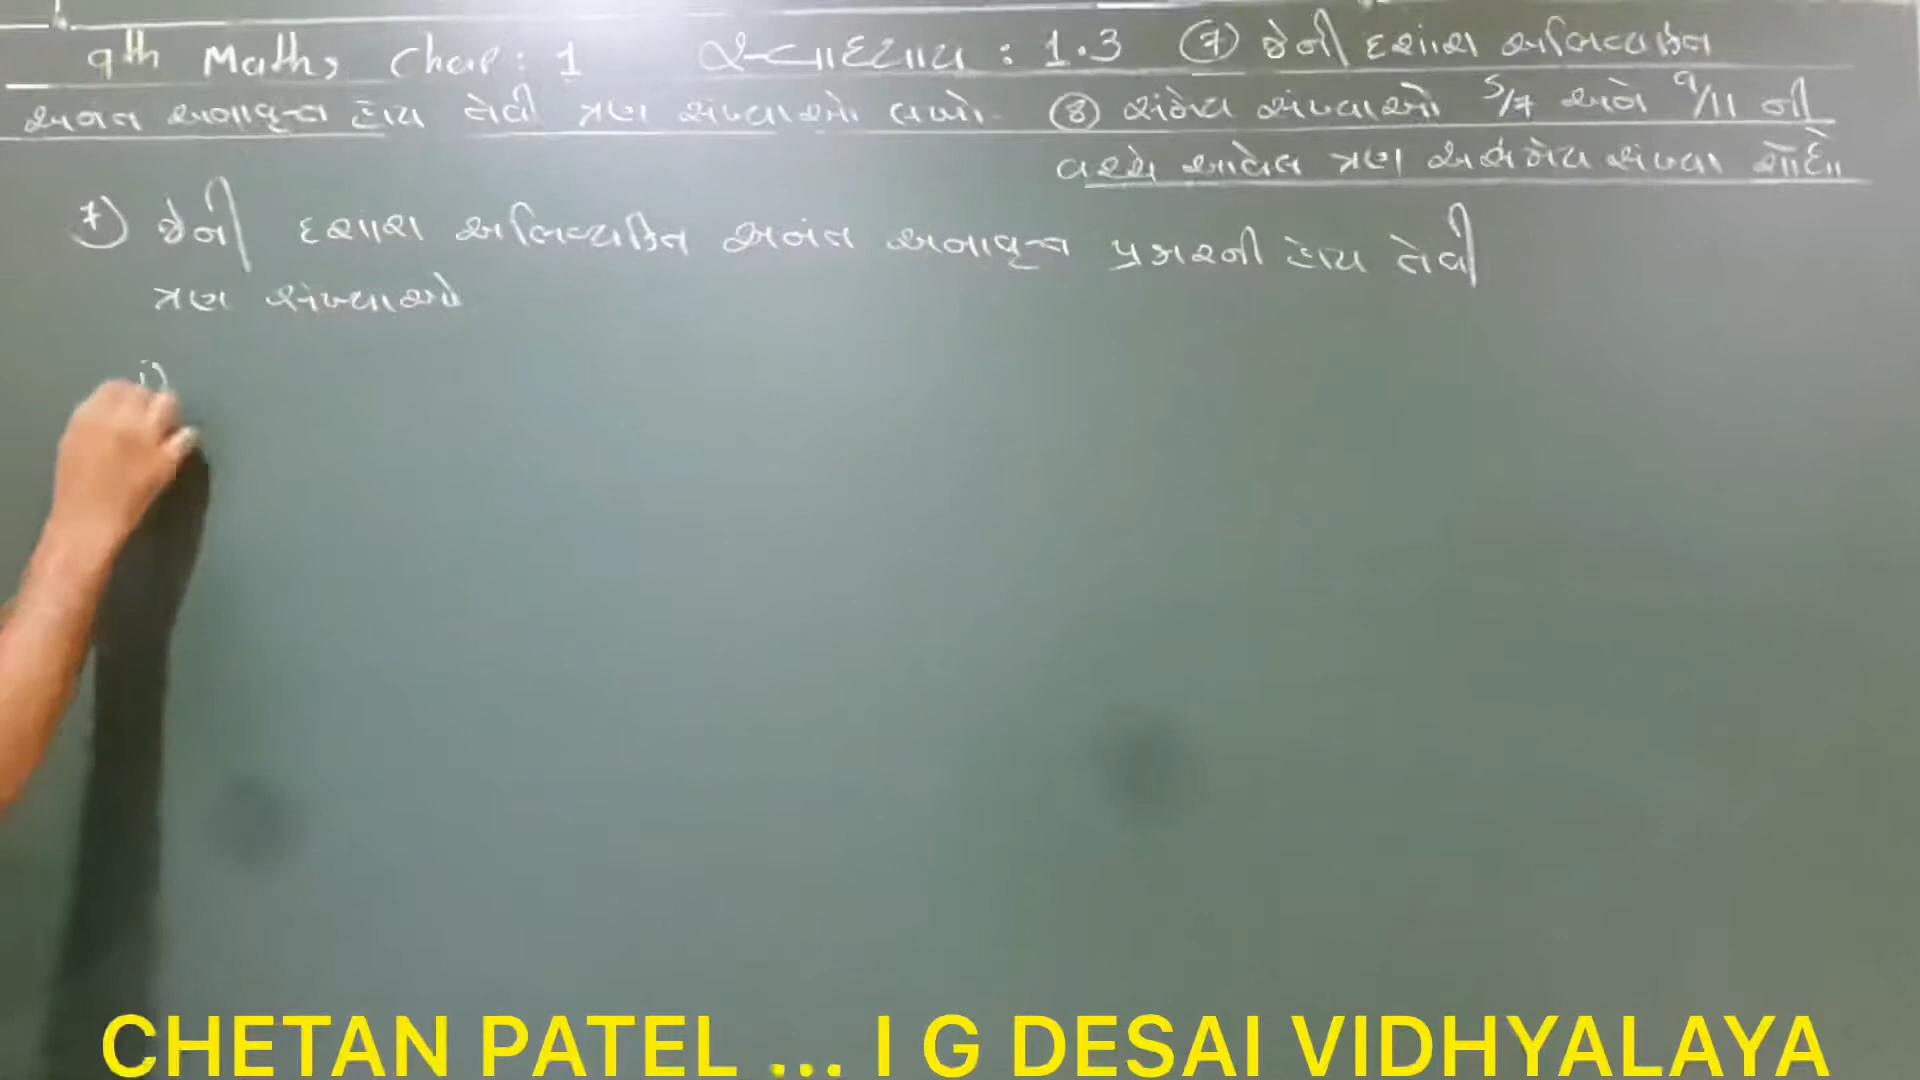 9th Maths Chap: 1 સ્વાધ્યાય : 1.3 ⑦ જેની દશાંશ અભિવ્યક્તિ
અનંત અનાવૃત્ત હોય તેવી ત્રણ સંખ્યાઓ લખો. ⑧ સંમેય સંખ્યાઓ 5/7 અને 9/11 ની
વચ્ચે આવેલ ત્રણ અસંમેય સંખ્યા શોધો
7) જેની દશાંશ અભિવ્યક્તિ અનંત અનાવૃત્ત પ્રકારની હોય તેવી
ત્રણ સંખ્યાઓ
i)
CHETAN PATEL ... I G DESAI VIDHYALAYA